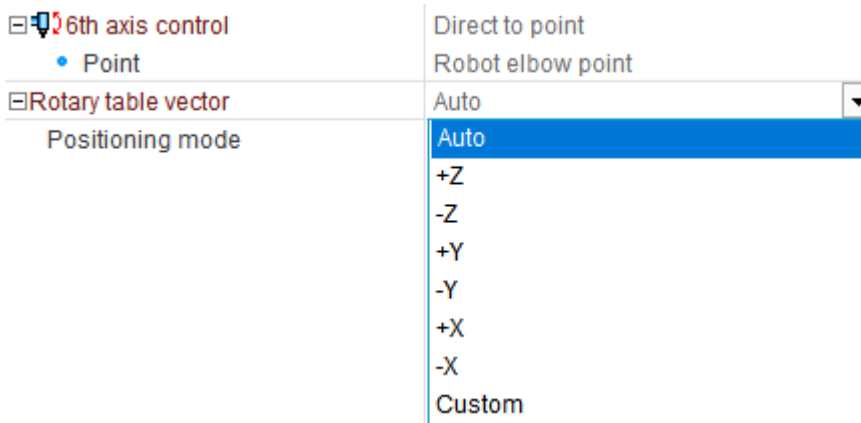 6th axis control Direct to point
Point Robot elbow point
Rotary table vector Auto
Positioning mode Auto
+Z
-Z
+Y
-Y
+X
-X
Custom